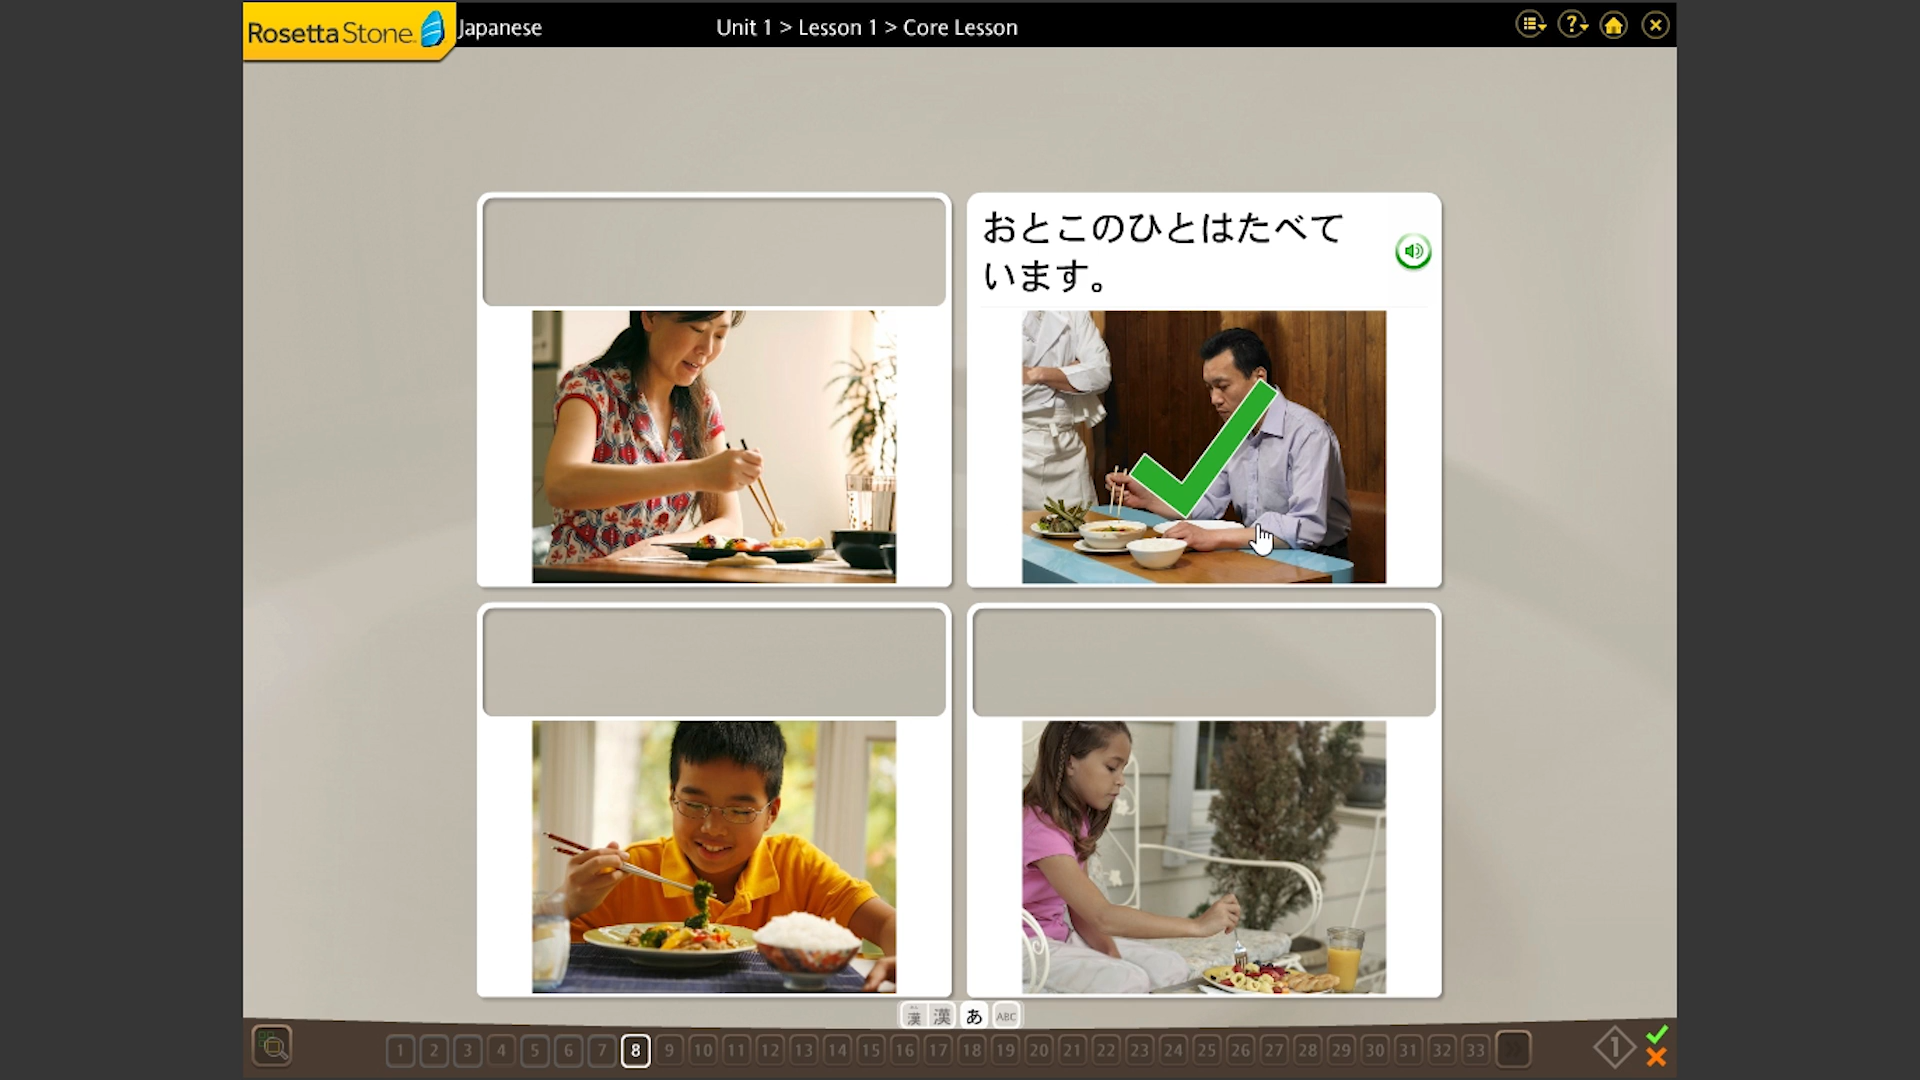 RosettaStone
Japanese
Unit 1 > Lesson 1 > Core Lesson
?
おとこのひとはたべて
います。
漢 漢 あ ABC
1 2 3 4 5 6 7 8 9 10 11 12 13 14 15 16 17 18 19 20 21 22 23 24 25 26 27 28 29 30 31 32 33
1